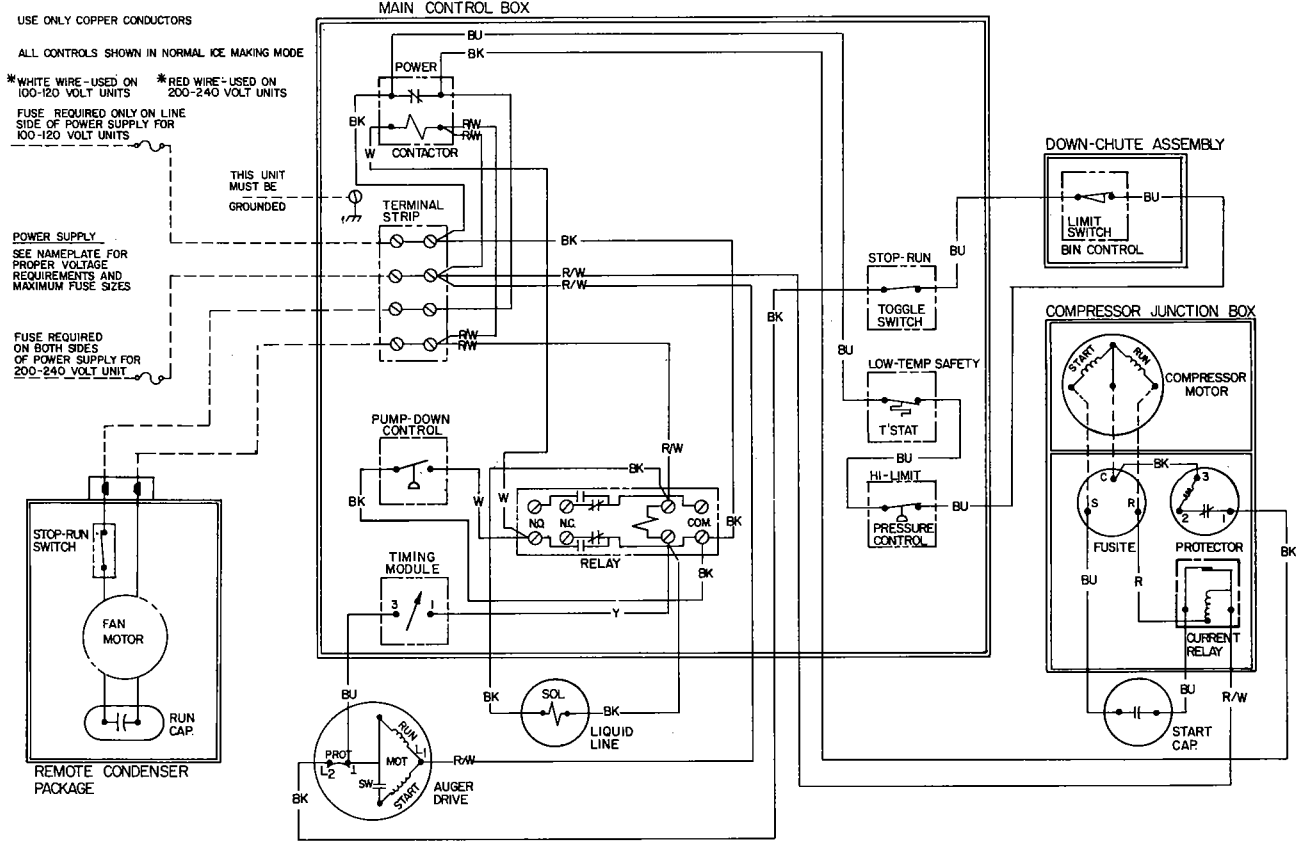 MAIN CONTROL BOX
USE ONLY COPPER CONDUCTORS
ALL CONTROLS SHOWN IN NORMAL ICE MAKING MODE
*WHITE WIRE-USED ON
100-120 VOLT UNITS
*RED WIRE-USED ON
200-240 VOLT UNITS
FUSE REQUIRED ONLY ON LINE
SIDE OF POWER SUPPLY FOR
100-120 VOLT UNITS
THIS UNIT
MUST BE
GROUNDED
POWER SUPPLY
SEE NAMEPLATE FOR
PROPER VOLTAGE
REQUIREMENTS AND
MAXIMUM FUSE SIZES
FUSE REQUIRED
ON BOTH SIDES
OF POWER SUPPLY FOR
200-240 VOLT UNIT
BU
BK
POWER
BK
W
R/W
R/W
CONTACTOR
TERMINAL
STRIP
BK
R/W
R/W
R/W
R/W
PUMP-DOWN
CONTROL
BK
W
W
BK
R/W
BK
N.O.
N.C.
COM.
RELAY
BK
TIMING
MODULE
3
1
Y
BU
BK
SOL
BK
LIQUID
LINE
PROT
L2
1
RUN
L1
MOT
SW
START
R/W
AUGER
DRIVE
BK
STOP-RUN
SWITCH
FAN
MOTOR
RUN
CAP.
REMOTE CONDENSER
PACKAGE
STOP-RUN
TOGGLE
SWITCH
BU
BK
BU
LOW-TEMP SAFETY
T'STAT
BU
HI-LIMIT
PRESSURE
CONTROL
BU
DOWN-CHUTE ASSEMBLY
LIMIT
SWITCH
BU
BIN CONTROL
COMPRESSOR JUNCTION BOX
START
RUN
COMPRESSOR
MOTOR
C
BK
3
S
R
2
1
FUSITE
PROTECTOR
BK
BU
R
CURRENT
RELAY
BU
R/W
START
CAP.